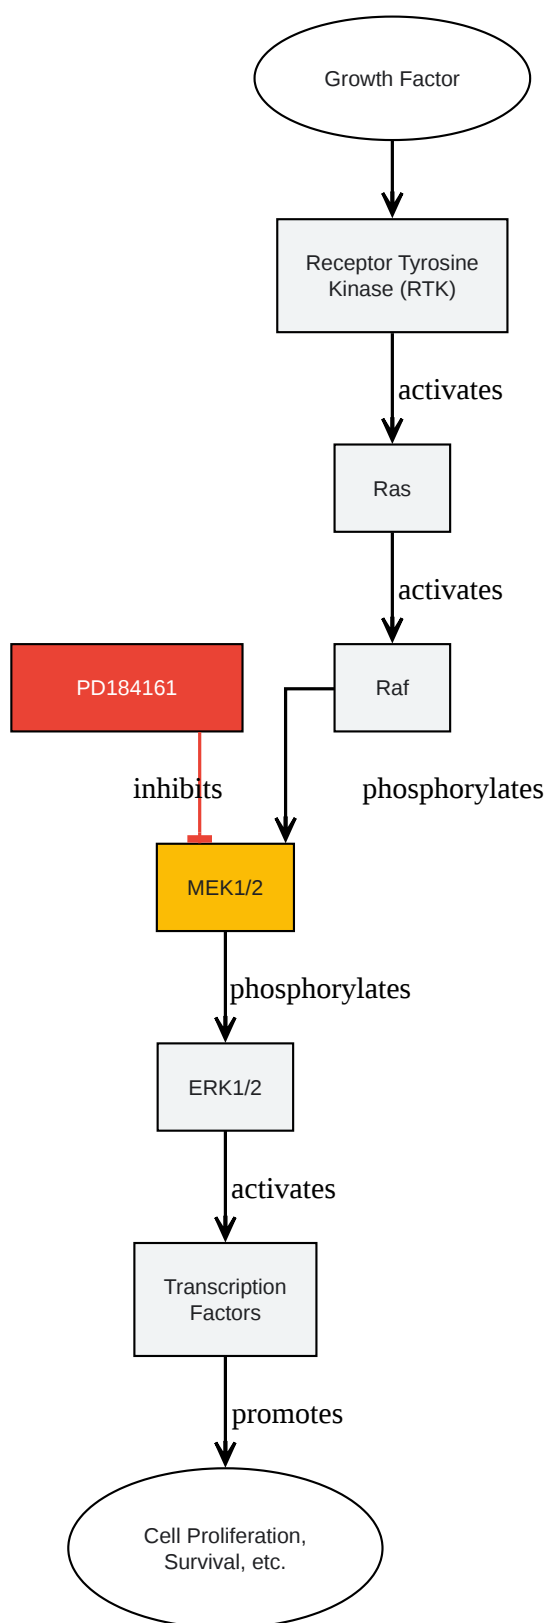 Growth Factor
Receptor Tyrosine
Kinase (RTK)
activates
Ras
activates
PD184161
Raf
inhibits
phosphorylates
MEK1/2
phosphorylates
ERK1/2
activates
Transcription
Factors
promotes
Cell Proliferation,
Survival, etc.